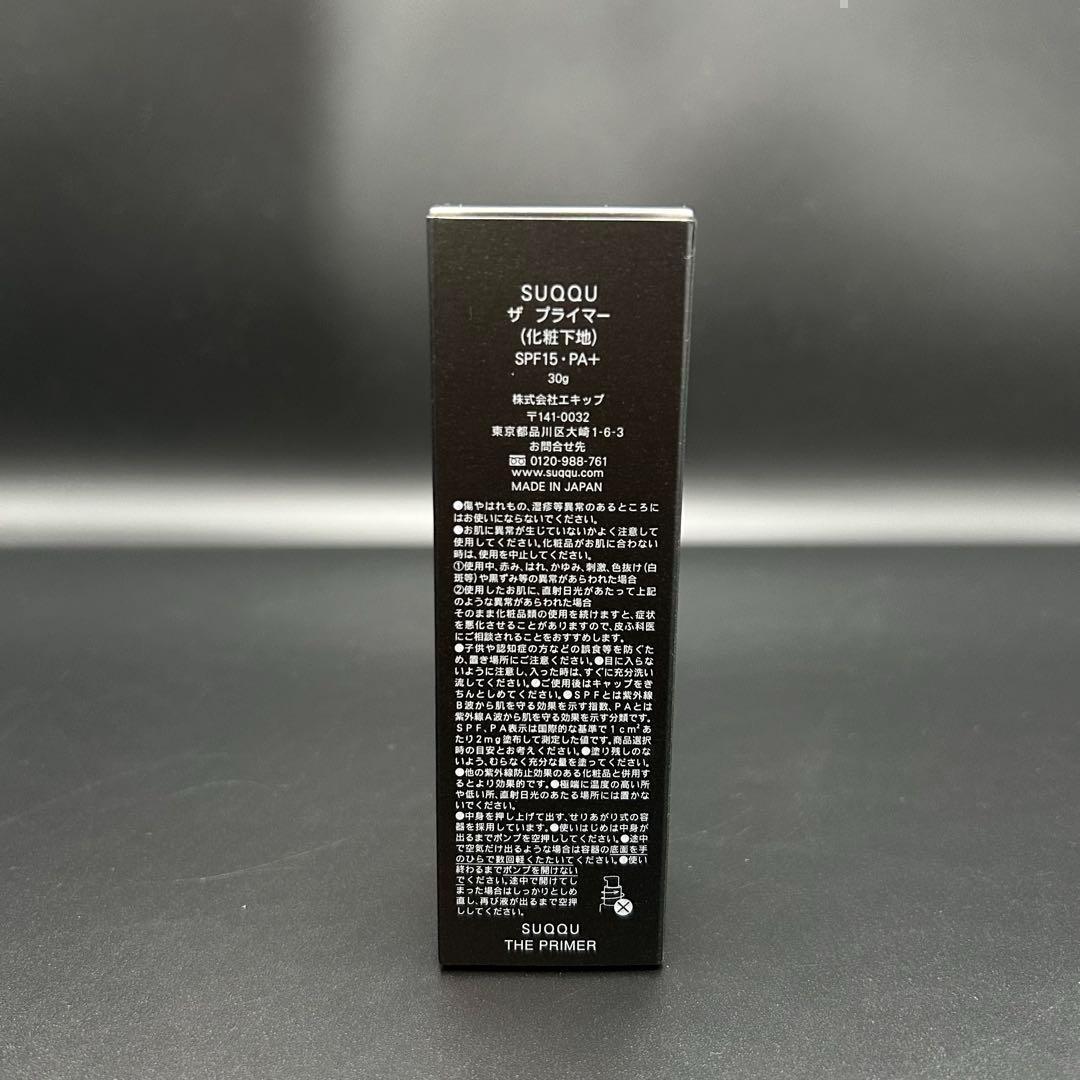 SUQQU
ザ プライマー
(化粧下地)
SPF15・PA+
30g
株式会社エキップ
〒141-0032
東京都品川区大崎1-6-3
お問合せ先
0120-988-761
www.suqqu.com
MADE IN JAPAN
●傷やはれもの、湿疹等異常のあるところに
はお使いにならないでください。
●お肌に異常が生じていないかよく注意して
使用してください。化粧品がお肌に合わない
時は、使用を中止してください。
①使用中、赤み、はれ、かゆみ、刺激、色抜け(白
斑等)や黒ずみ等の異常があらわれた場合
②使用したお肌に、直射日光があたって上記
のような異常があらわれた場合
そのまま化粧品類の使用を続けますと、症状
を悪化させることがありますので、皮ふ科医
にご相談されることをおすすめします。
●子供や認知症の方などの誤食等を防ぐた
め、置き場所にご注意ください。●目に入らな
いように注意し、入った時は、すぐに充分洗い
流してください。●ご使用後はキャップをき
ちんとしめてください。●SPFとは紫外線
B波から肌を守る効果を示す指数、PAとは
紫外線A波から肌を守る効果を示す分類です。
SPF、PA表示は国際的な基準で1cm²あ
たり2mg塗布して測定した値です。商品選択
時の目安とお考えください。●塗り残しのな
いよう、むらなく充分な量を塗ってください。
●他の紫外線防止効果のある化粧品と併用す
るとより効果的です。●極端に温度の高い所
や低い所、直射日光のあたる場所には置かな
いでください。
●中身を押し上げて出す、せりあがり式の容
器を採用しています。●使いはじめは中身が
出るまでポンプを空押ししてください。●途中
で空気だけ出るような場合は容器の底面を手
のひらで数回軽くたたいてください。●使い
終わるまでポンプを開けない
でください。途中で開けてし
まった場合はしっかりとしめ
直し、再び液が出るまで空押
ししてください。
SUQQU
THE PRIMER